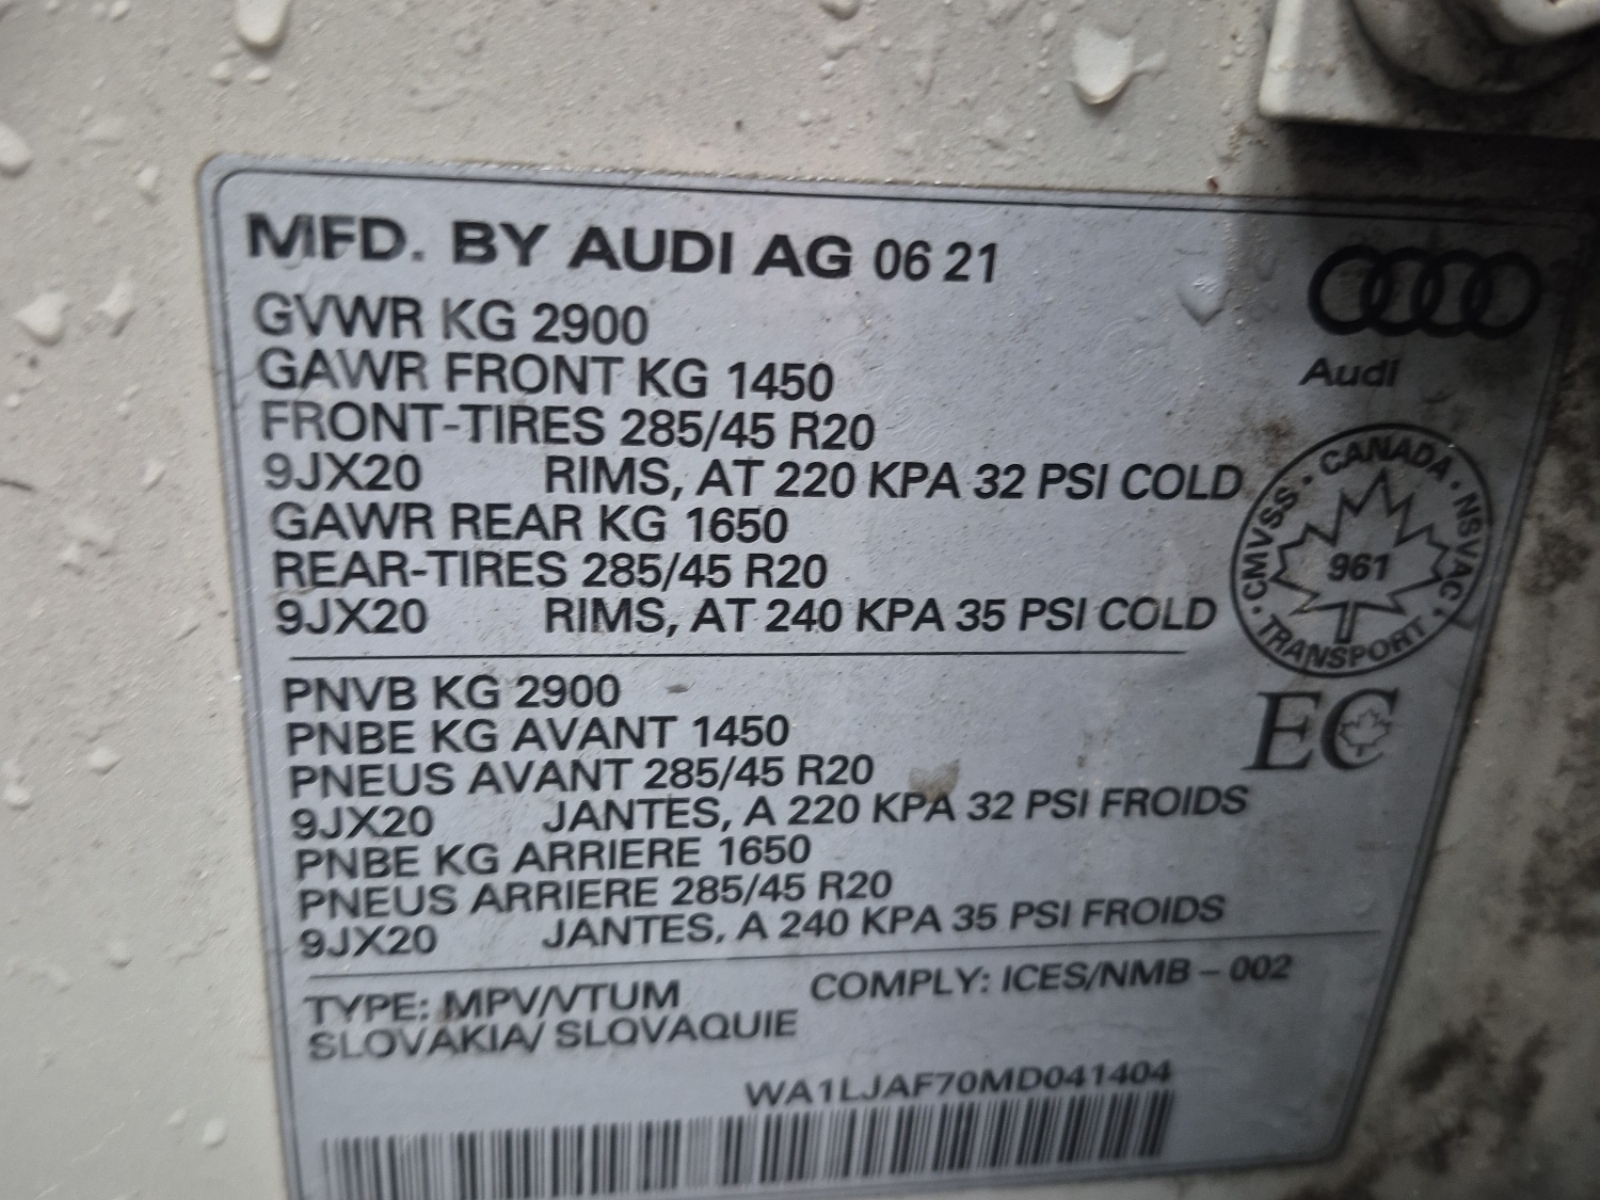 MFD. BY AUDI AG 06 21
GVWR KG 2900
GAWR FRONT KG 1450
FRONT-TIRES 285/45 R20
9JX20 RIMS, AT 220 KPA 32 PSI COLD
GAWR REAR KG 1650
REAR-TIRES 285/45 R20
9JX20 RIMS, AT 240 KPA 35 PSI COLD
Audi
CANADA · NSVAC · TRANSPORT · CMVSS ·
961
EC
PNVB KG 2900
PNBE KG AVANT 1450
PNEUS AVANT 285/45 R20
9JX20 JANTES, A 220 KPA 32 PSI FROIDS
PNBE KG ARRIERE 1650
PNEUS ARRIERE 285/45 R20
9JX20 JANTES, A 240 KPA 35 PSI FROIDS
TYPE: MPV/VTUM COMPLY: ICES/NMB – 002
SLOVAKIA/ SLOVAQUIE
WA1LJAF70MD041404